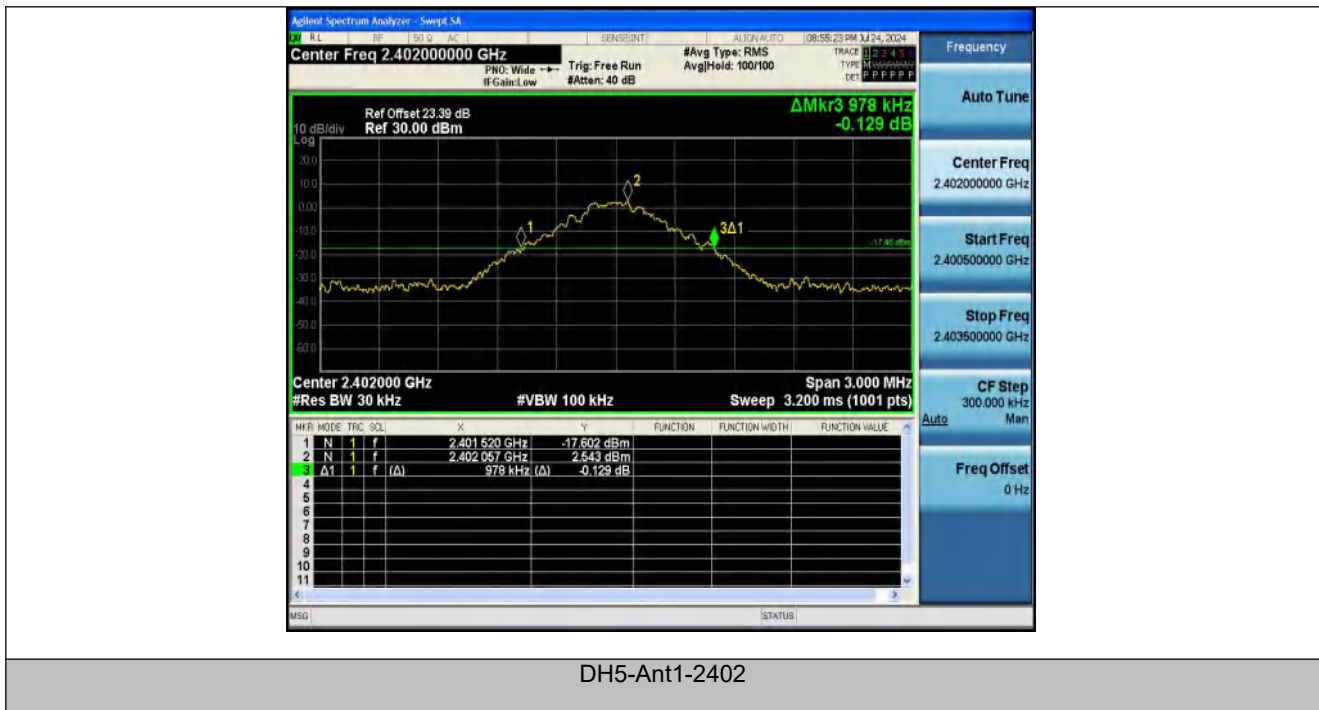 Agilent Spectrum Analyzer - Swept SA
RL RF 50 Ω AC SENSE:INT ALIGN AUTO 08:55:23 PM Jul 24, 2024
Center Freq 2.402000000 GHz
PNO: Wide
IFGain:Low
Trig: Free Run
#Atten: 40 dB
#Avg Type: RMS
Avg|Hold: 100/100
TRACE 1 2 3 4 5 6
TYPE M
DET P P P P P P
ΔMkr3 978 kHz
-0.129 dB
Ref Offset 23.39 dB
10 dB/div Ref 30.00 dBm
Log
20.0
10.0
0.00
-10.0
-20.0
-30.0
-40.0
-50.0
-60.0
1
2
3Δ1
-17.46 dBm
Center 2.402000 GHz Span 3.000 MHz
#Res BW 30 kHz #VBW 100 kHz Sweep 3.200 ms (1001 pts)
MKR MODE TRC SCL X Y FUNCTION FUNCTION WIDTH FUNCTION VALUE
1 N 1 f 2.401 520 GHz -17.602 dBm
2 N 1 f 2.402 057 GHz 2.543 dBm
3 Δ1 1 f (Δ) 978 kHz (Δ) -0.129 dB
4
5
6
7
8
9
10
11
MSG STATUS
Frequency
Auto Tune
Center Freq
2.402000000 GHz
Start Freq
2.400500000 GHz
Stop Freq
2.403500000 GHz
CF Step
300.000 kHz
Auto Man
Freq Offset
0 Hz
DH5-Ant1-2402